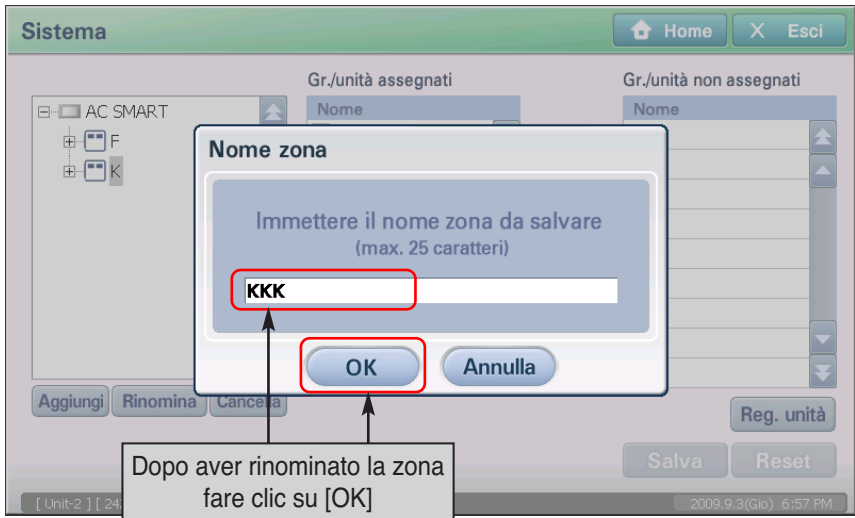 Sistema
Home
X Esci
Gr./unità assegnati
Gr./unità non assegnati
AC SMART
Nome
Nome
F
K
Nome zona
Immettere il nome zona da salvare
(max. 25 caratteri)
KKK
OK
Annulla
Aggiungi
Rinomina
Cancella
Reg. unità
Dopo aver rinominato la zona
fare clic su [OK]
Salva
Reset
[ Unit-2 ] [ 24
2009.9.3(Gio) 6:57 PM